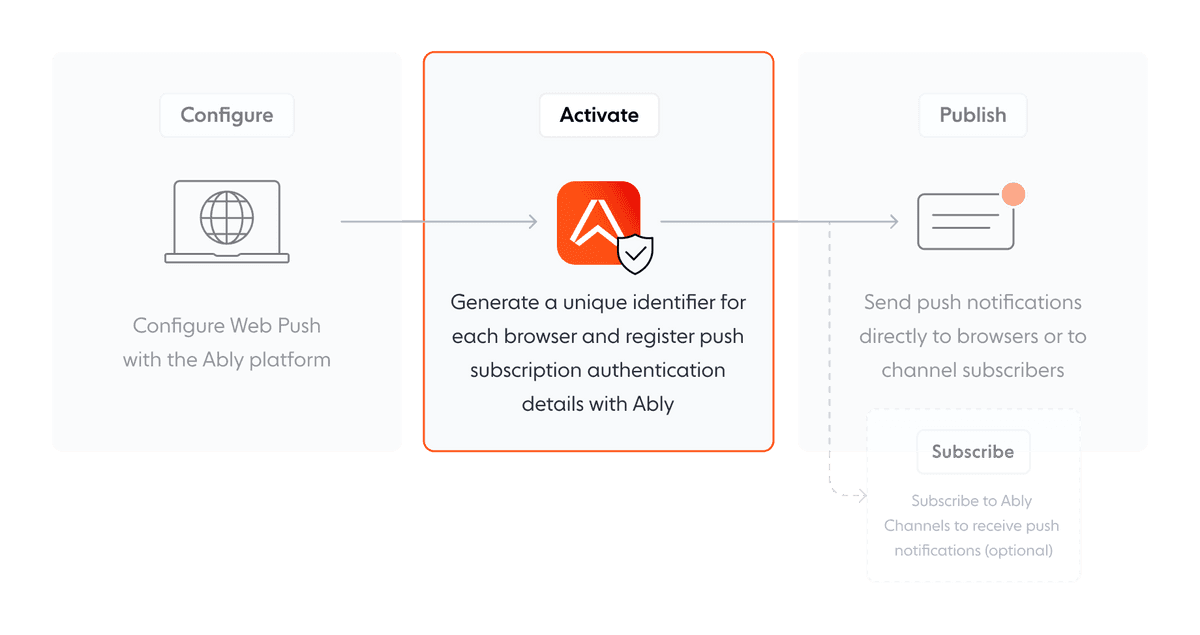 Configure
Configure Web Push
with the Ably platform
Activate
Generate a unique identifier for
each browser and register push
subscription authentication
details with Ably
Publish
Send push notifications
directly to browsers or to
channel subscribers
Subscribe
Subscribe to Ably
Channels to receive push
notifications (optional)